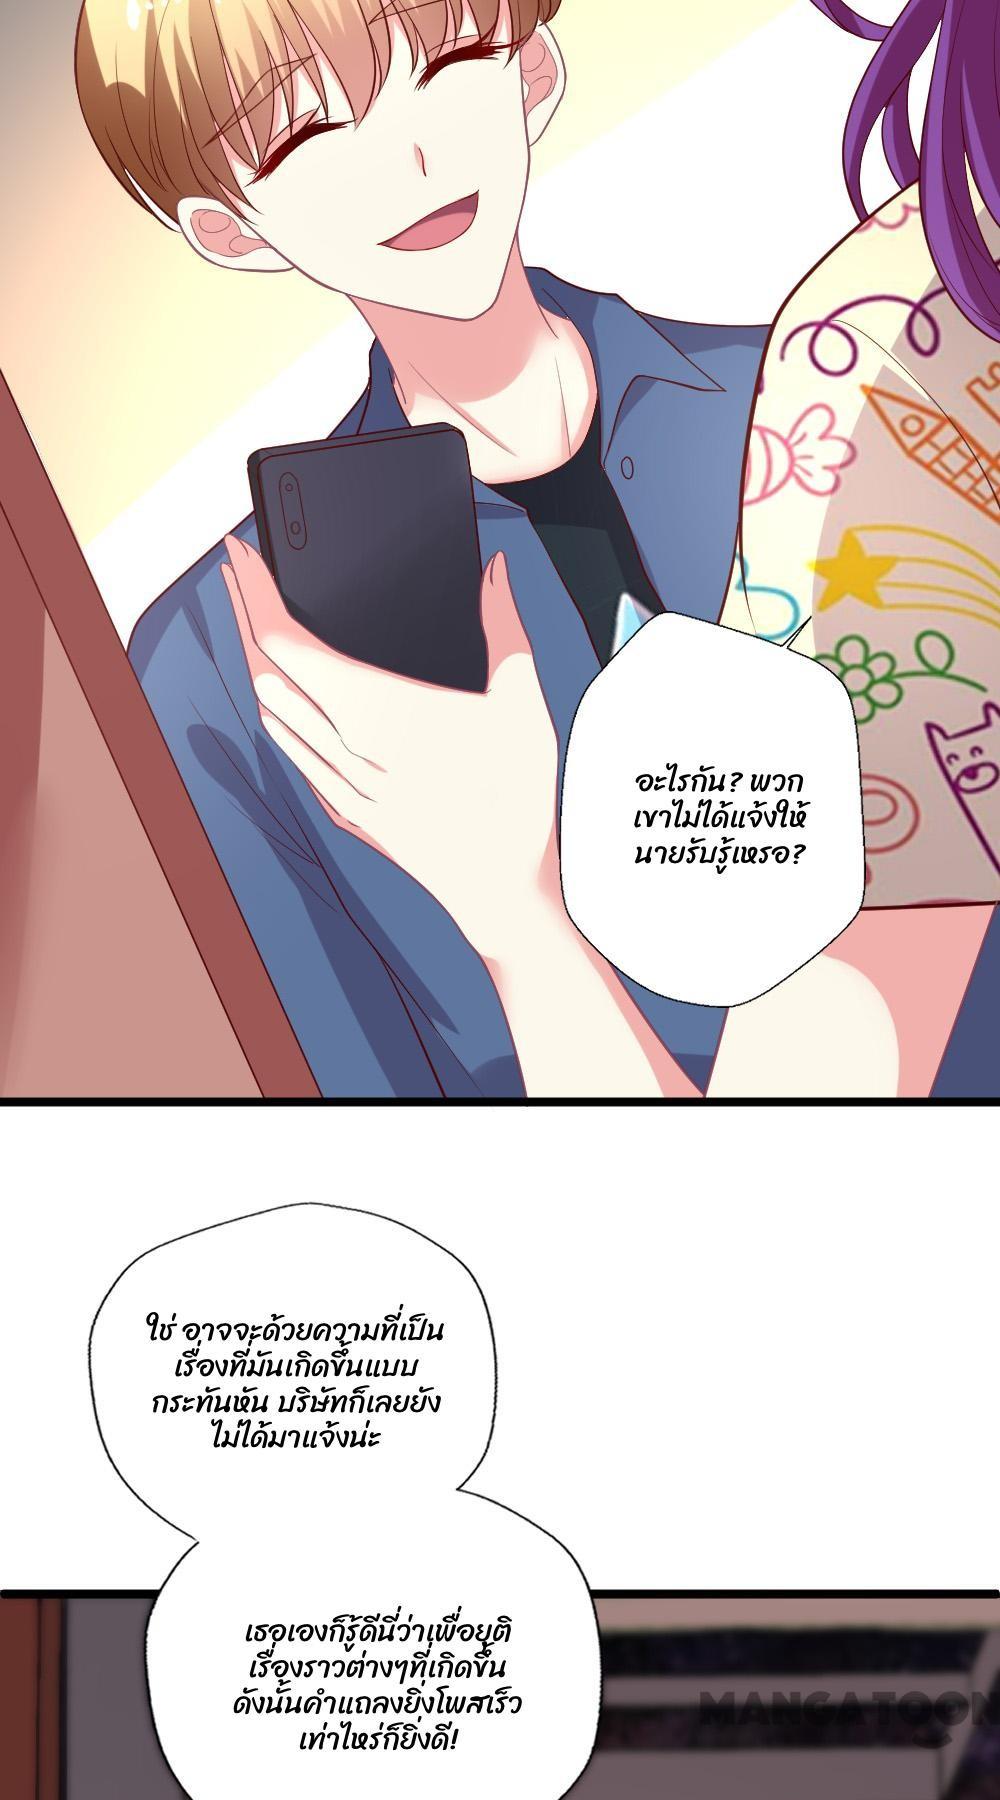 อะไรกัน? พวก
เขาไม่ได้แจ้งให้
นายรับรู้เหรอ?
ใช่ อาจจะด้วยความที่เป็น
เรื่องที่มันเกิดขึ้นแบบ
กระทันหัน บริษัทก็เลยยัง
ไม่ได้มาแจ้งน่ะ
เธอเองก็รู้ดีนี่ว่าเพื่อยุติ
เรื่องราวต่างๆที่เกิดขึ้น
ดังนั้นคำแถลงยิ่งโพสเร็ว
เท่าไหร่ก็ยิ่งดี!
MANGATOON